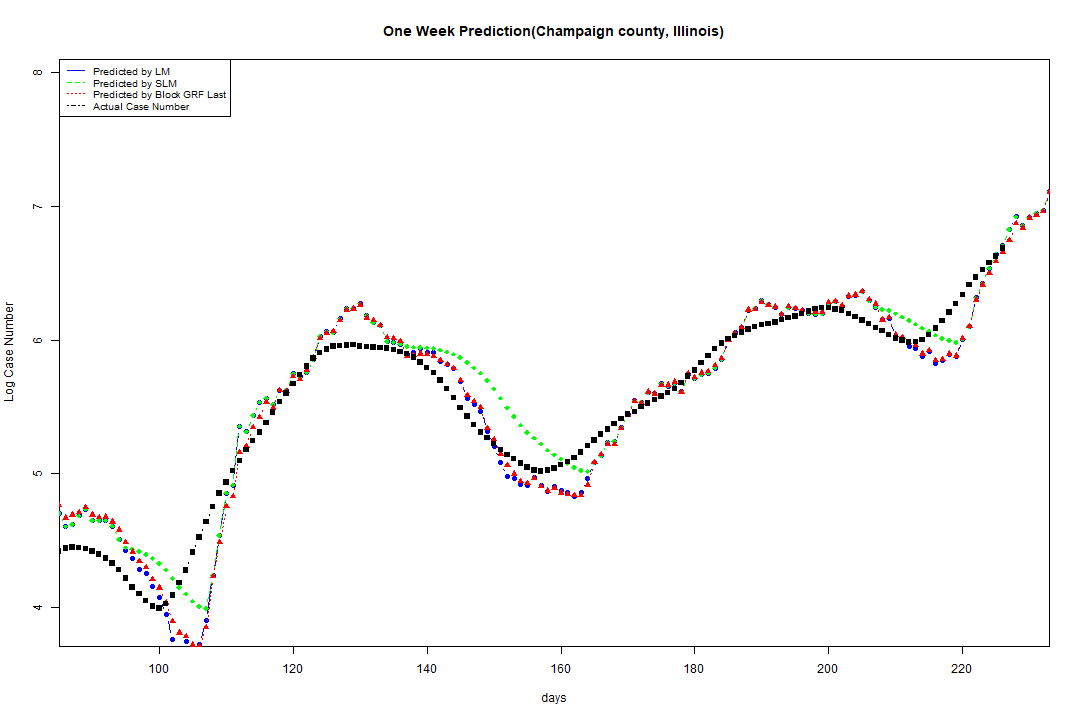 One Week Prediction(Champaign county, Illinois)
Predicted by LM
Predicted by SLM
Predicted by Block GRF Last
Actual Case Number
8
7
6
5
4
Log Case Number
100 120 140 160 180 200 220
days